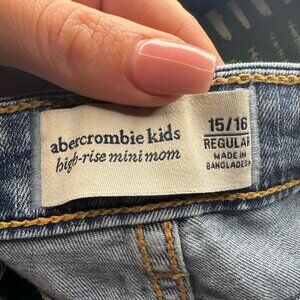 abercrombie kids
high-rise mini mom
15/16
REGULAR
MADE IN
BANGLADESH